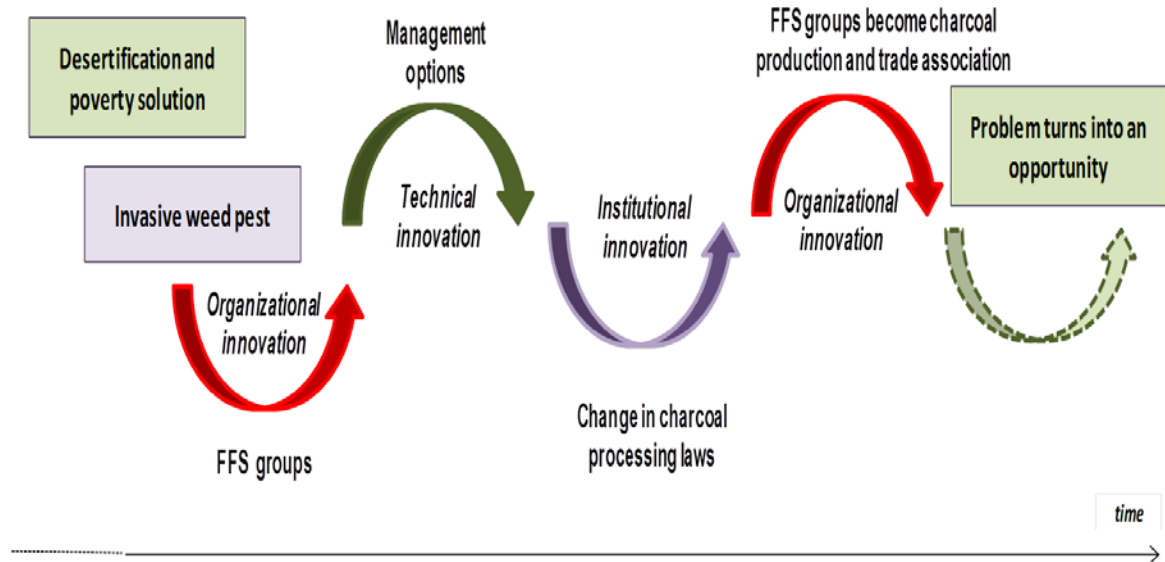 Desertification and
poverty solution
Invasive weed pest
Organizational
innovation
FFS groups
Management
options
Technical
innovation
Institutional
innovation
Change in charcoal
processing laws
FFS groups become charcoal
production and trade association
Organizational
innovation
Problem turns into an
opportunity
time